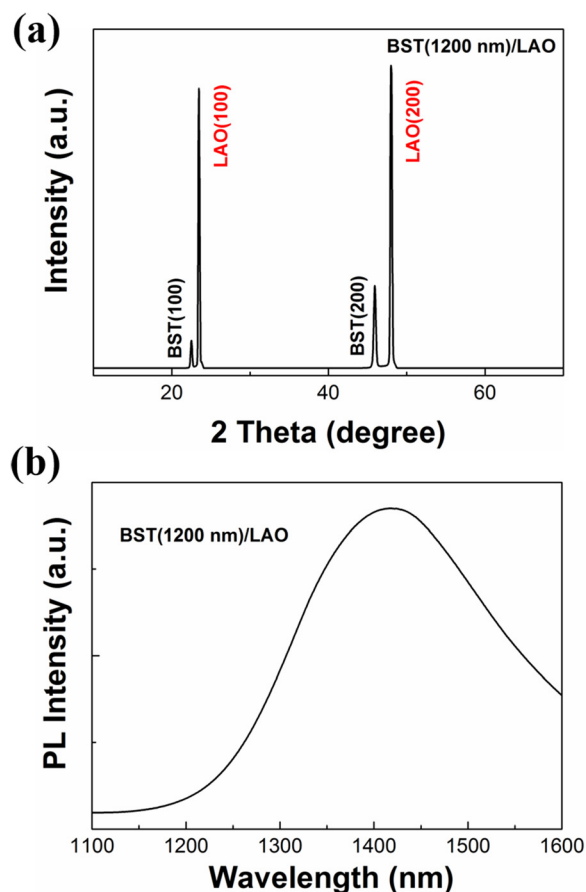 (a)
BST(1200 nm)/LAO
Intensity (a.u.)
BST(100)
LAO(100)
BST(200)
LAO(200)
20
40
60
2 Theta (degree)
(b)
BST(1200 nm)/LAO
PL Intensity (a.u.)
1100
1200
1300
1400
1500
1600
Wavelength (nm)